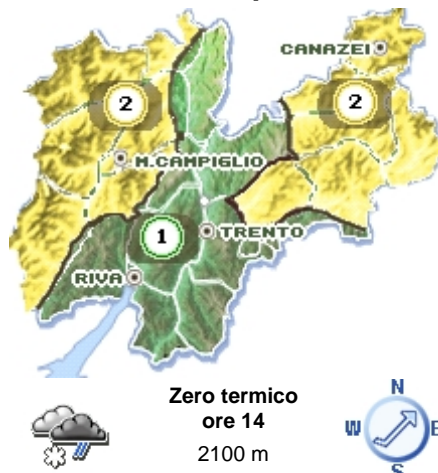 CANAZEI
2
2
M.CAMPIGLIO
1
TRENTO
RIVA
Zero termico
ore 14
2100 m
N
W E
S